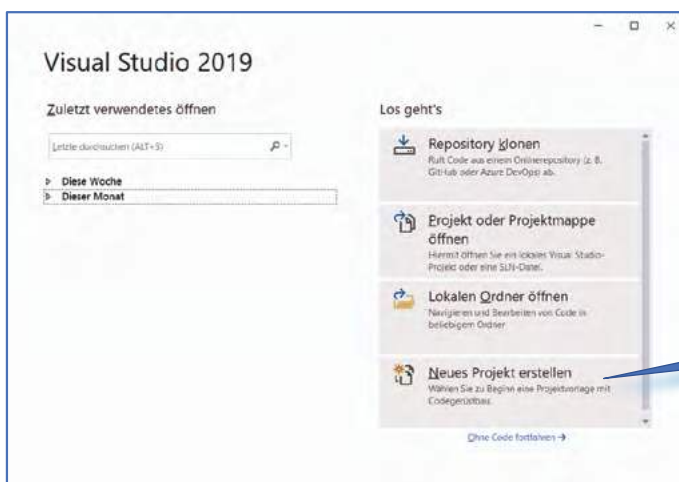 Visual Studio 2019
Zuletzt verwendetes öffnen
Letzte durchsuchen (ALT+S)
Diese Woche
Dieser Monat
Los geht's
Repository klonen
Ruft Code aus einem Onlinerepository (z. B.
GitHub oder Azure DevOps) ab.
Projekt oder Projektmappe
öffnen
Hiermit öffnen Sie ein lokales Visual Studio-
Projekt oder eine SLN-Datei.
Lokalen Ordner öffnen
Navigieren und Bearbeiten von Code in
beliebigem Ordner
Neues Projekt erstellen
Wählen Sie zu Beginn eine Projektvorlage mit
Codegerüstbau.
Ohne Code fortfahren →